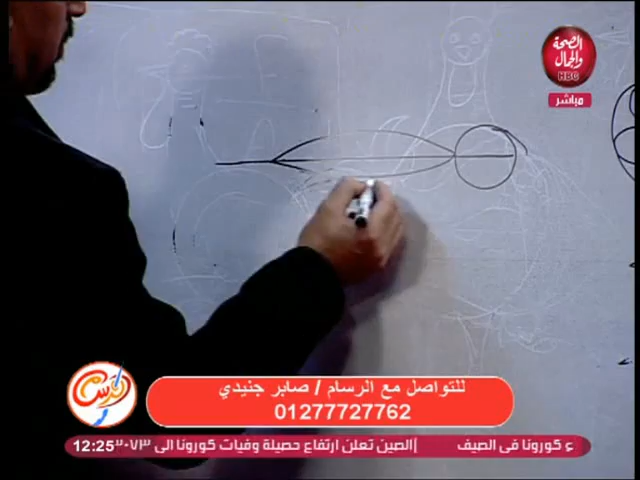 الصحة
والجمال
HBC
مباشر
للتواصل مع الرسام / صابر جنيدي
01277727762
ع كورونا فى الصيف
الصين تعلن ارتفاع حصيلة وفيات كورونا الى ٢٠٧٣
12:25